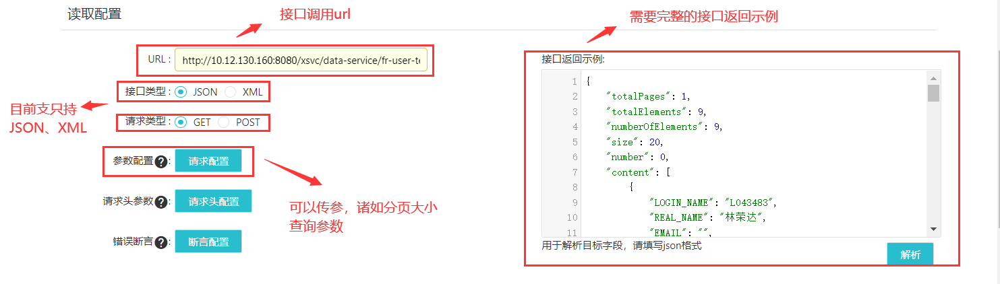 读取配置
接口调用url
需要完整的接口返回示例
URL :
http://10.12.130.160:8080/xsvc/data-service/fr-user-te
接口类型 :
JSON
XML
目前支只持
JSON、XML
请求类型 :
GET
POST
参数配置?:
请求配置
请求头参数?:
请求头配置
可以传参，诸如分页大小
查询参数
错误断言?:
断言配置
接口返回示例:
1 {
2 "totalPages": 1,
3 "totalElements": 9,
4 "numberOfElements": 9,
5 "size": 20,
6 "number": 0,
7 "content": [
8 {
9 "LOGIN_NAME": "L043483",
10 "REAL_NAME": "林荣达",
11 "EMAIL": "",
用于解析目标字段，请填写json格式
解析